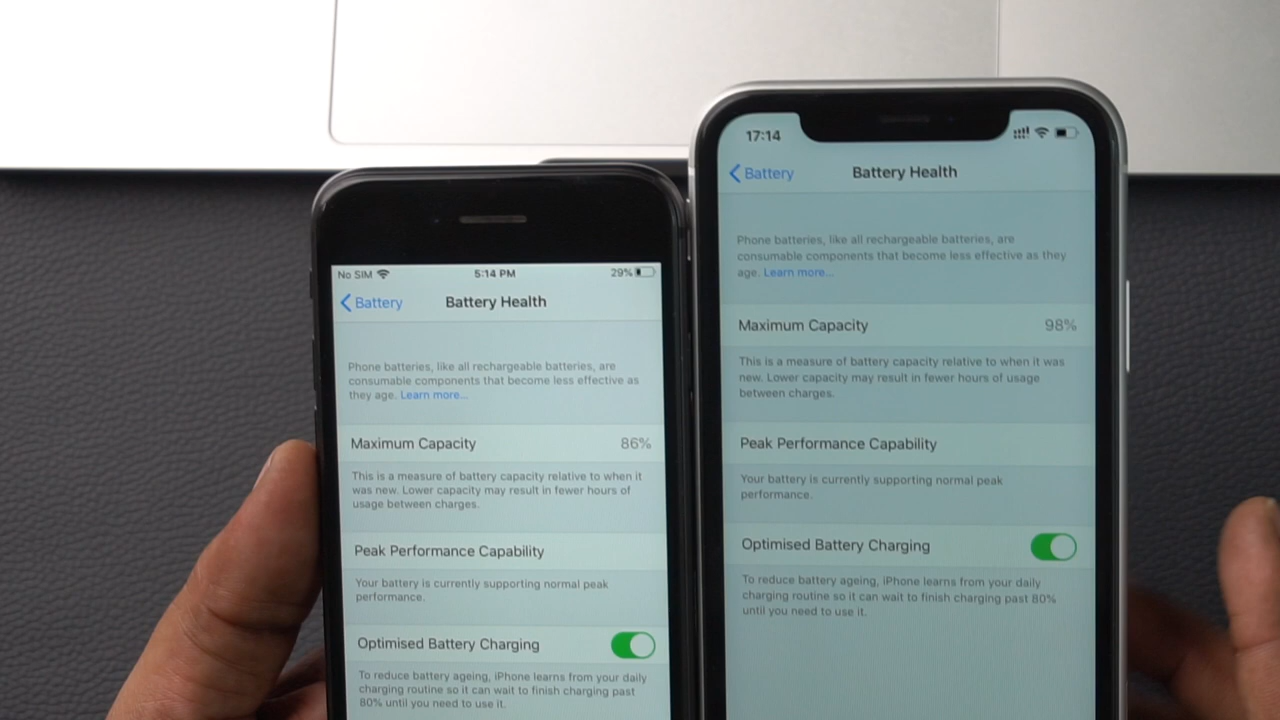 No SIM 5:14 PM 29%
Battery Battery Health
Phone batteries, like all rechargeable batteries, are
consumable components that become less effective as
they age. Learn more...
Maximum Capacity 86%
This is a measure of battery capacity relative to when it
was new. Lower capacity may result in fewer hours of
usage between charges.
Peak Performance Capability
Your battery is currently supporting normal peak
performance.
Optimised Battery Charging
To reduce battery ageing, iPhone learns from your daily
charging routine so it can wait to finish charging past
80% until you need to use it.
17:14
Battery Battery Health
Phone batteries, like all rechargeable batteries, are
consumable components that become less effective as they
age. Learn more...
Maximum Capacity 98%
This is a measure of battery capacity relative to when it was
new. Lower capacity may result in fewer hours of usage
between charges.
Peak Performance Capability
Your battery is currently supporting normal peak
performance.
Optimised Battery Charging
To reduce battery ageing, iPhone learns from your daily
charging routine so it can wait to finish charging past 80%
until you need to use it.